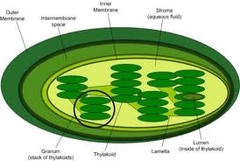 Outer
Membrane
Intermembrane
space
Inner
Membrane
Stroma
(aqueous fluid)
Granum
(stack of thylakoids)
Thylakoid
Lamella
Lumen
(inside of thylakoid)